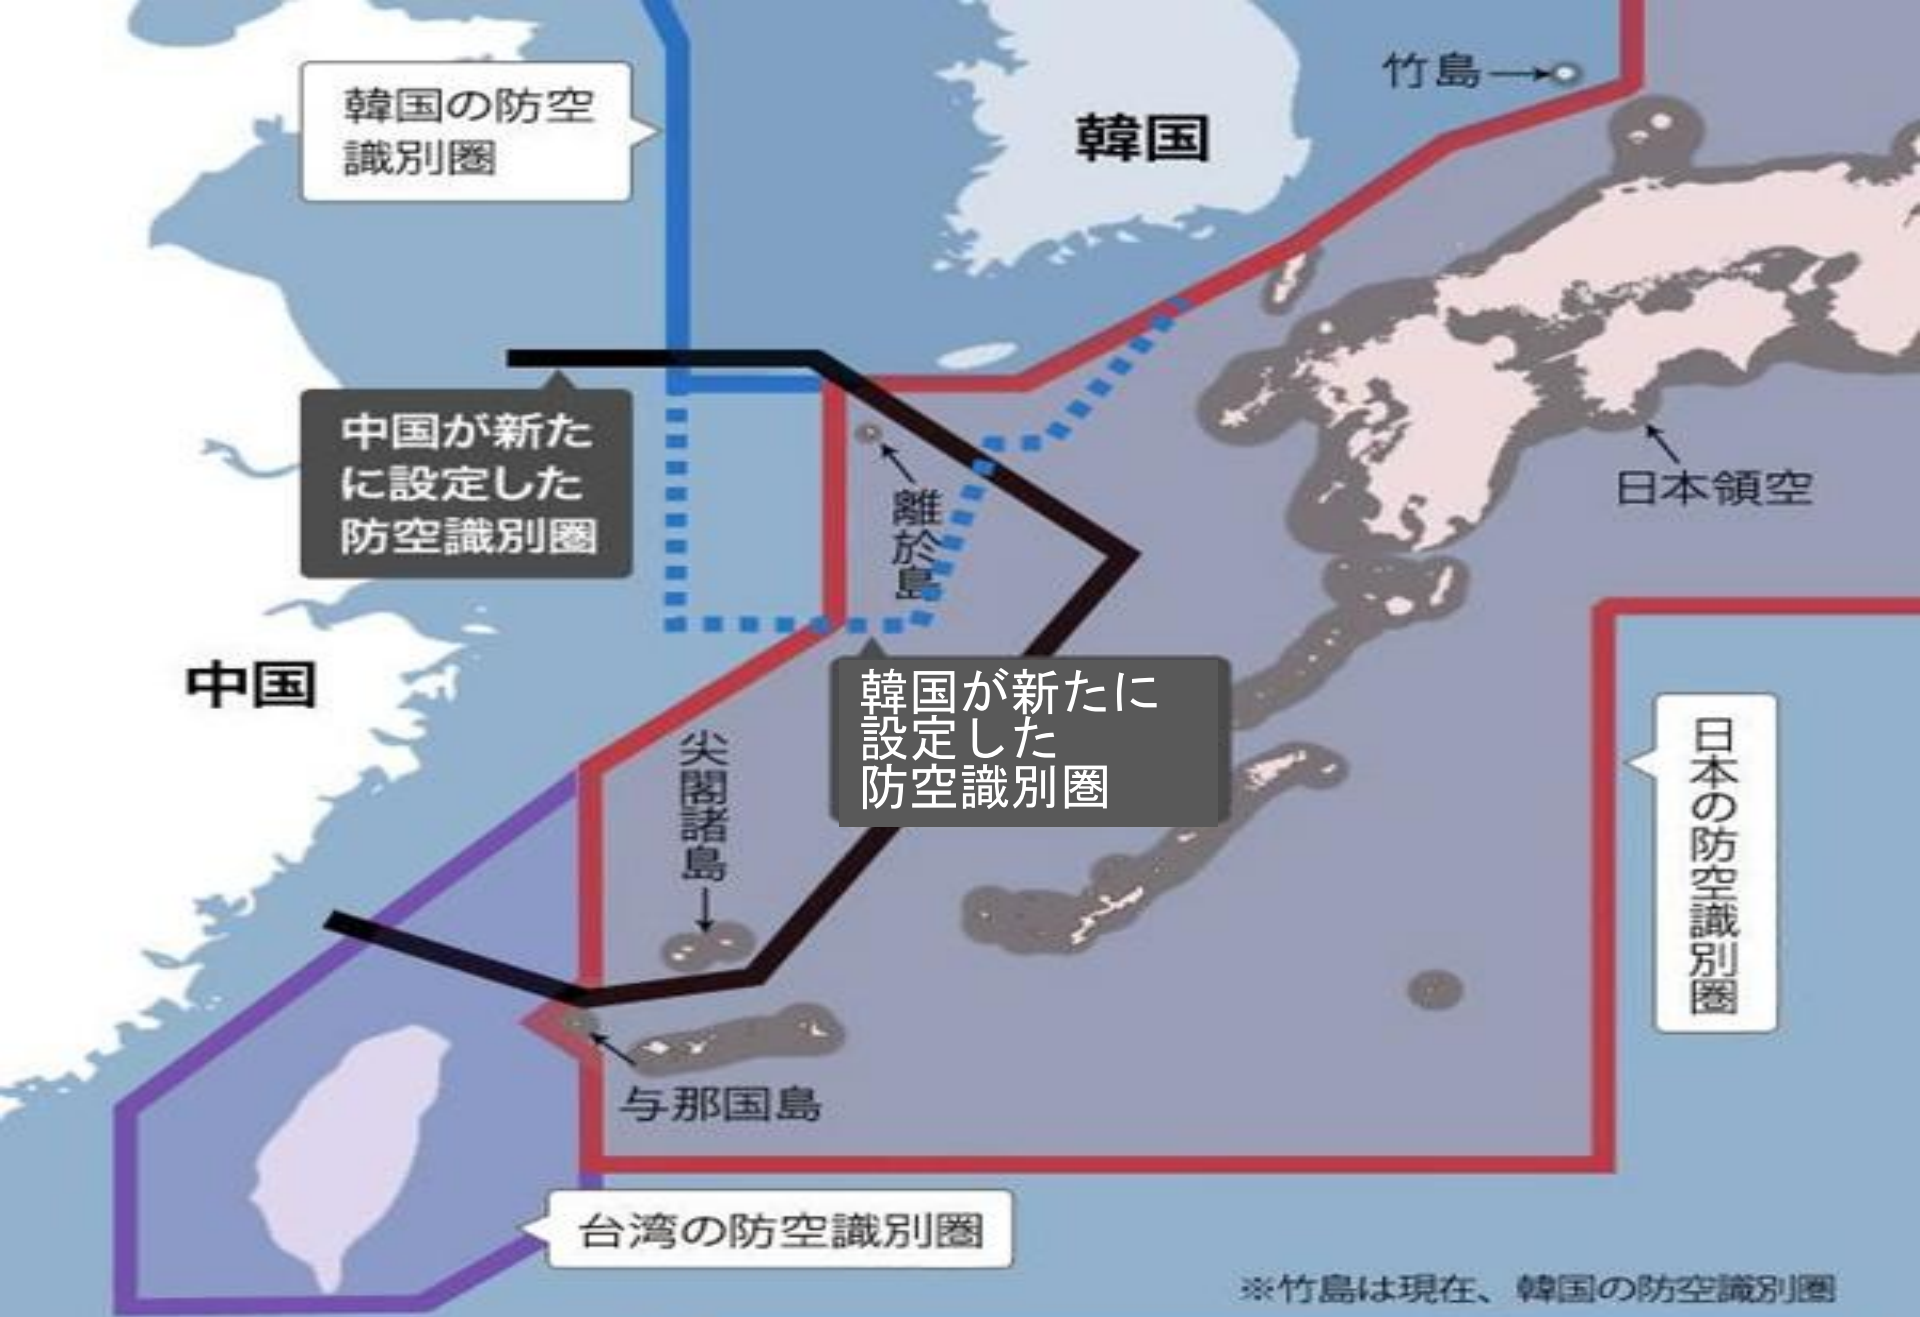 竹島
韓国の防空
識別圏
韓国
中国が新た
に設定した
防空識別圏
離於島
日本領空
中国
韓国が新たに
設定した
防空識別圏
尖閣諸島
日本の防空識別圏
与那国島
台湾の防空識別圏
※竹島は現在、韓国の防空識別圏